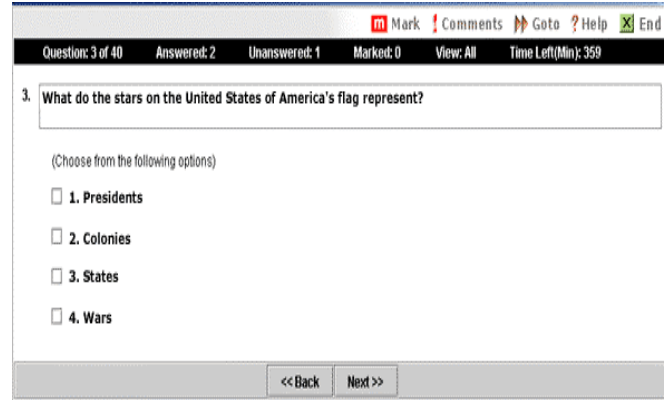 m Mark ! Comments Goto ? Help X End
Question: 3 of 40 Answered: 2 Unanswered: 1 Marked: 0 View: All Time Left(Min): 359
3. What do the stars on the United States of America's flag represent?
(Choose from the following options)
1. Presidents
2. Colonies
3. States
4. Wars
<< Back Next >>